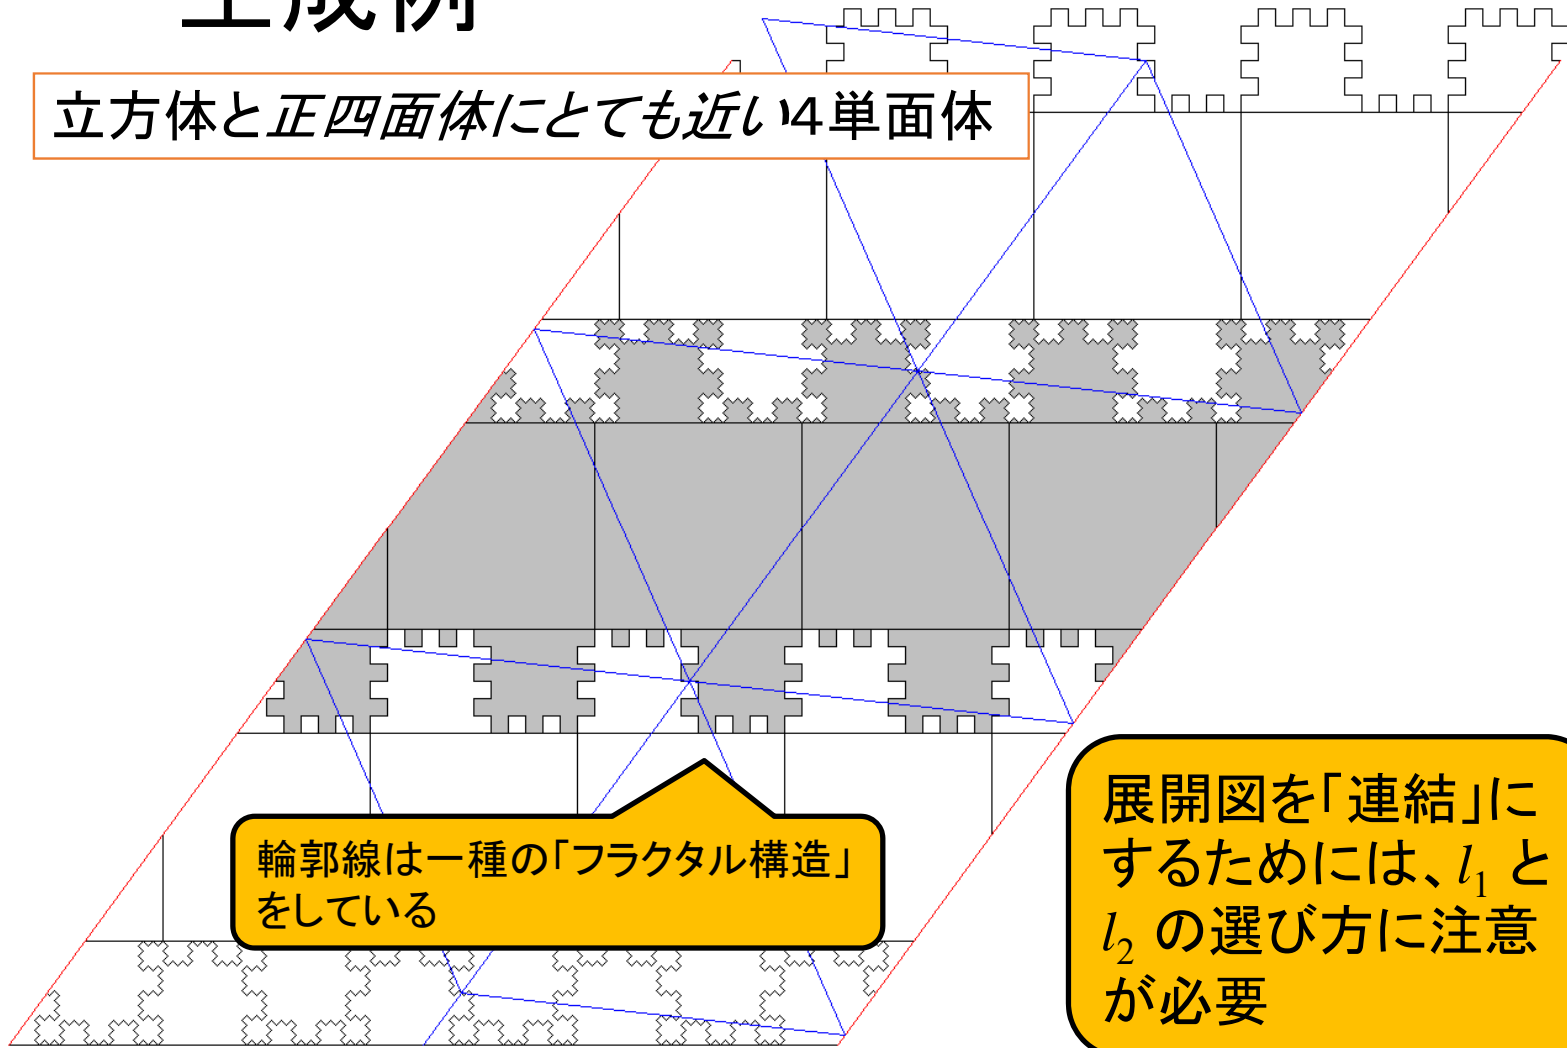 生成例
立方体と正四面体にとても近い4単面体
輪郭線は一種の「フラクタル構造」
をしている
展開図を「連結」に
するためには、l₁ と
l₂ の選び方に注意
が必要